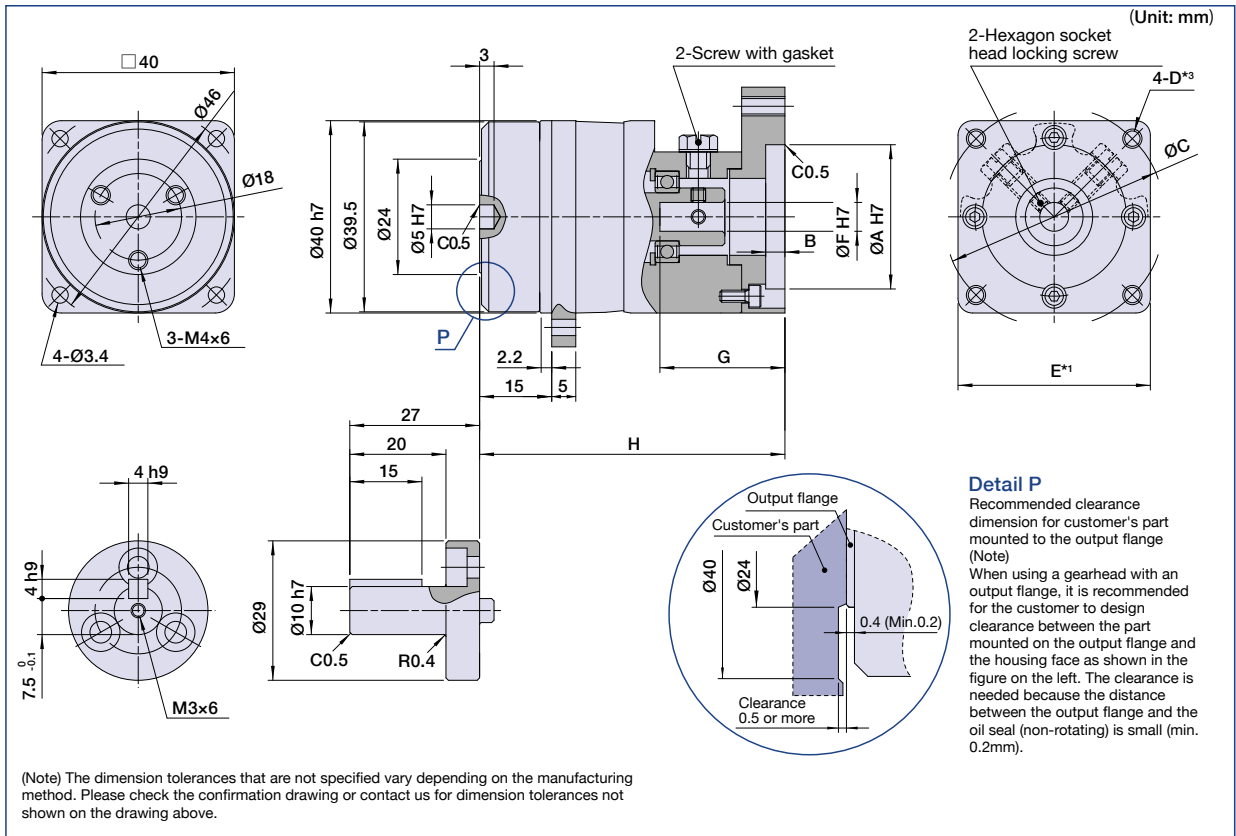 (Unit: mm)
□40
Ø46
Ø18
3-M4×6
4-Ø3.4
3
2-Screw with gasket
Ø40 h7
Ø39.5
Ø24
Ø5 H7
C0.5
P
2.2
15
5
C0.5
B
ØF H7
ØA H7
G
H
2-Hexagon socket
head locking screw
4-D*3
ØC
E*1
4 h9
4 h9
7.5 0 -0.1
M3×6
27
20
15
Ø29
Ø10 h7
C0.5
R0.4
Output flange
Customer's part
Ø40
Ø24
0.4 (Min.0.2)
Clearance
0.5 or more
Detail P
Recommended clearance
dimension for customer's part
mounted to the output flange
(Note)
When using a gearhead with an
output flange, it is recommended
for the customer to design
clearance between the part
mounted on the output flange and
the housing face as shown in the
figure on the left. The clearance is
needed because the distance
between the output flange and the
oil seal (non-rotating) is small (min.
0.2mm).
(Note) The dimension tolerances that are not specified vary depending on the manufacturing
method. Please check the confirmation drawing or contact us for dimension tolerances not
shown on the drawing above.